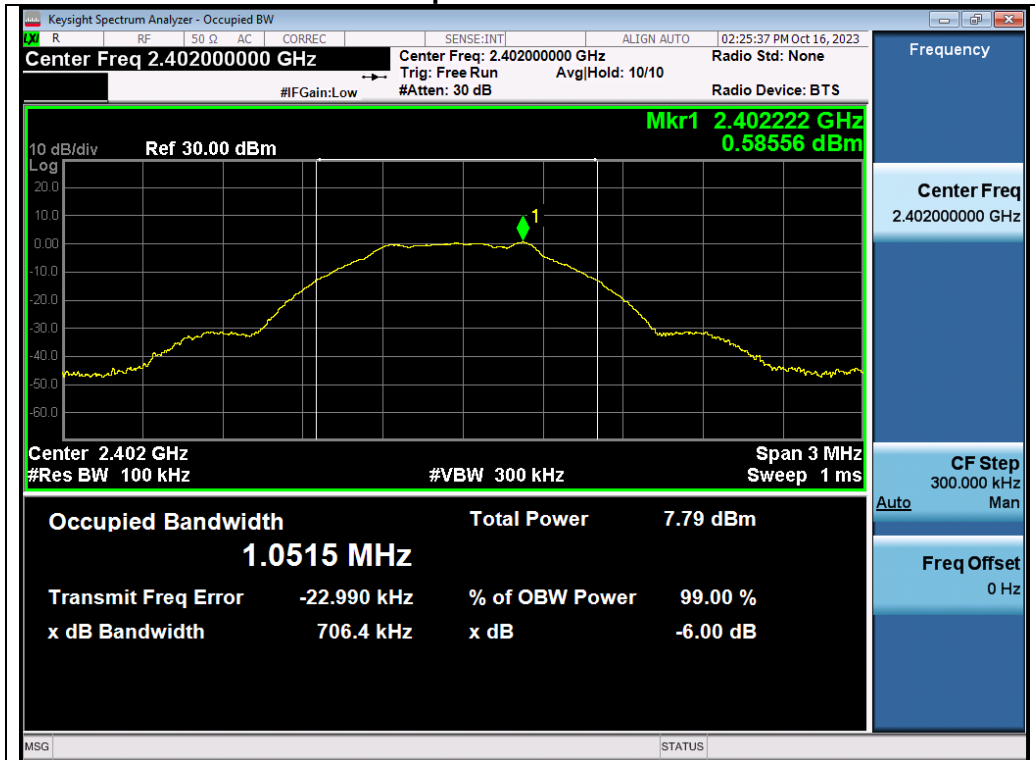 Keysight Spectrum Analyzer - Occupied BW
LXI R RF 50 Ω AC CORREC SENSE:INT ALIGN AUTO 02:25:37 PM Oct 16, 2023
Center Freq 2.402000000 GHz
#IFGain:Low
Center Freq: 2.402000000 GHz
Trig: Free Run Avg|Hold: 10/10
#Atten: 30 dB
Radio Std: None
Radio Device: BTS
Mkr1 2.402222 GHz
0.58556 dBm
10 dB/div Ref 30.00 dBm
Log
20.0
10.0
0.00
-10.0
-20.0
-30.0
-40.0
-50.0
-60.0
1
Center 2.402 GHz Span 3 MHz
#Res BW 100 kHz #VBW 300 kHz Sweep 1 ms
Occupied Bandwidth Total Power 7.79 dBm
1.0515 MHz
Transmit Freq Error -22.990 kHz % of OBW Power 99.00 %
x dB Bandwidth 706.4 kHz x dB -6.00 dB
Frequency
Center Freq
2.402000000 GHz
CF Step
300.000 kHz
Auto Man
Freq Offset
0 Hz
MSG STATUS